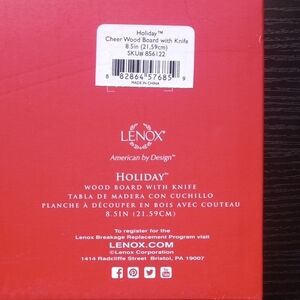 Holiday™
Cheer Wood Board with Knife
8.5in (21.59cm)
SKU# 856122
8 82864 57685 9
MADE IN CHINA
LENOX®
American by Design™
HOLIDAY™
WOOD BOARD WITH KNIFE
TABLA DE MADERA CON CUCHILLO
PLANCHE À DÉCOUPER EN BOIS AVEC COUTEAU
8.5IN (21.59CM)
To register for the
Lenox Breakage Replacement Program visit
LENOX.COM
©Lenox Corporation
1414 Radcliffe Street Bristol, PA 19007